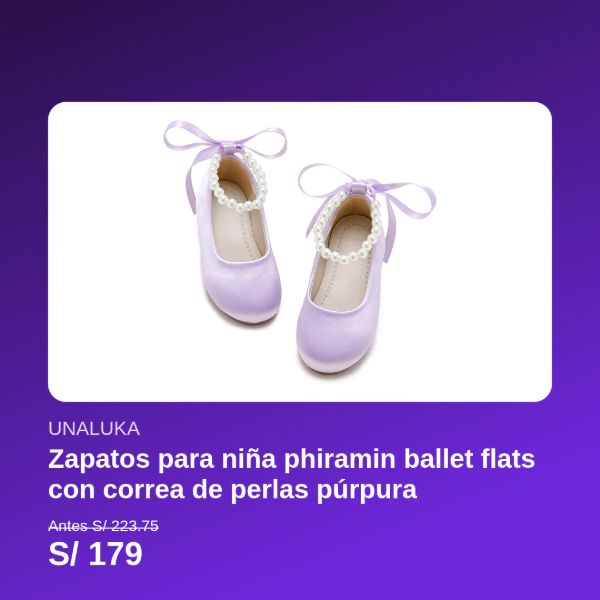 UNALUKA
Zapatos para niña phiramin ballet flats
con correa de perlas púrpura
Antes S/ 223.75
S/ 179